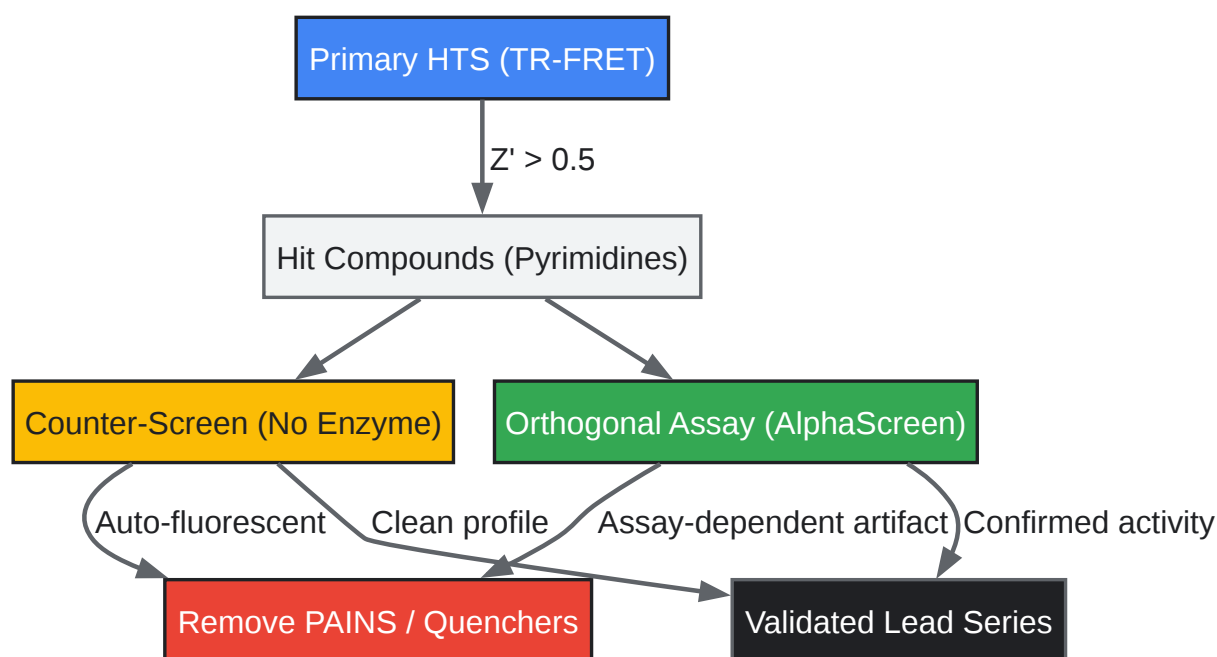 Primary HTS (TR-FRET)
Z' > 0.5
Hit Compounds (Pyrimidines)
Counter-Screen (No Enzyme)
Orthogonal Assay (AlphaScreen)
Auto-fluorescent
Clean profile
Assay-dependent artifact
Confirmed activity
Remove PAINS / Quenchers
Validated Lead Series